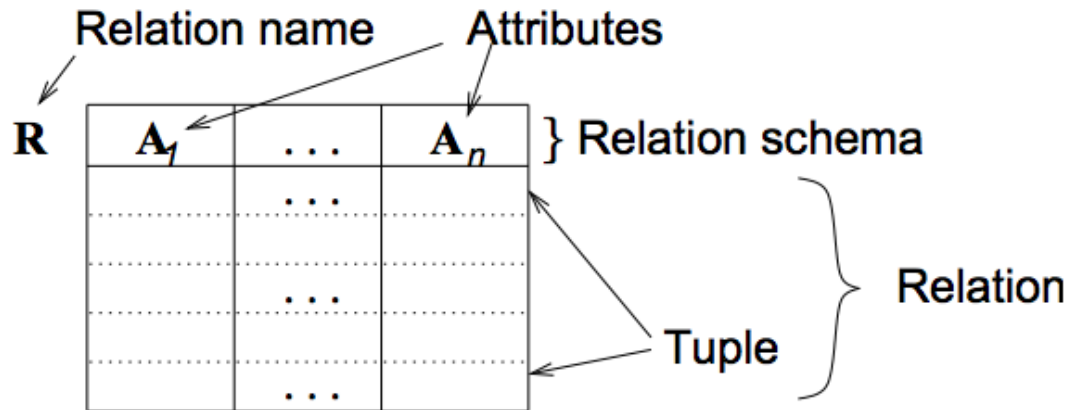 Relation name Attributes
R A1 ... An } Relation schema
...
... Relation
Tuple
...